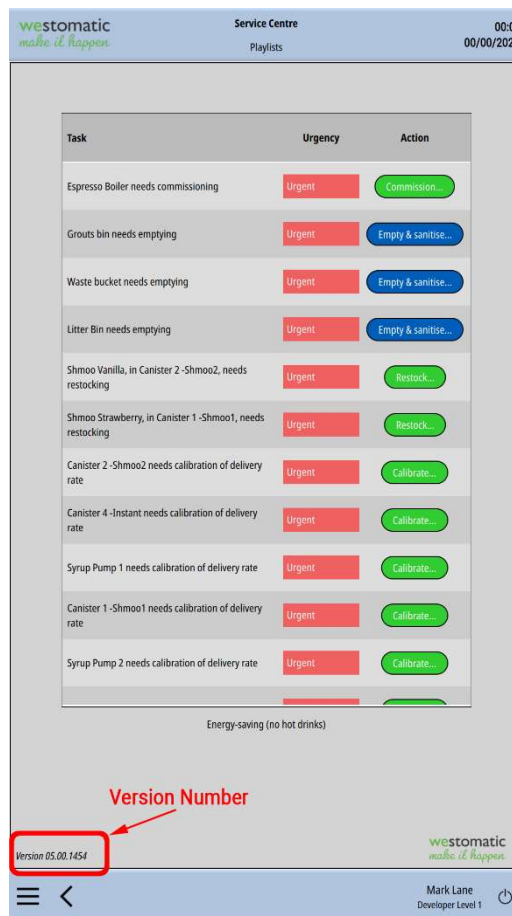 westomatic
make it happen
Service Centre
Playlists
00:0
00/00/202
Task Urgency Action
Espresso Boiler needs commissioning Urgent Commission...
Grouts bin needs emptying Urgent Empty & sanitise...
Waste bucket needs emptying Urgent Empty & sanitise...
Litter Bin needs emptying Urgent Empty & sanitise...
Shmoo Vanilla, in Canister 2 -Shmoo2, needs
restocking Urgent Restock...
Shmoo Strawberry, in Canister 1 -Shmoo1, needs
restocking Urgent Restock...
Canister 2 -Shmoo2 needs calibration of delivery
rate Urgent Calibrate...
Canister 4 -Instant needs calibration of delivery
rate Urgent Calibrate...
Syrup Pump 1 needs calibration of delivery rate Urgent Calibrate...
Canister 1 -Shmoo1 needs calibration of delivery
rate Urgent Calibrate...
Syrup Pump 2 needs calibration of delivery rate Urgent Calibrate...
Energy-saving (no hot drinks)
Version Number
Version 05.00.1454
westomatic
make it happen
Mark Lane
Developer Level 1